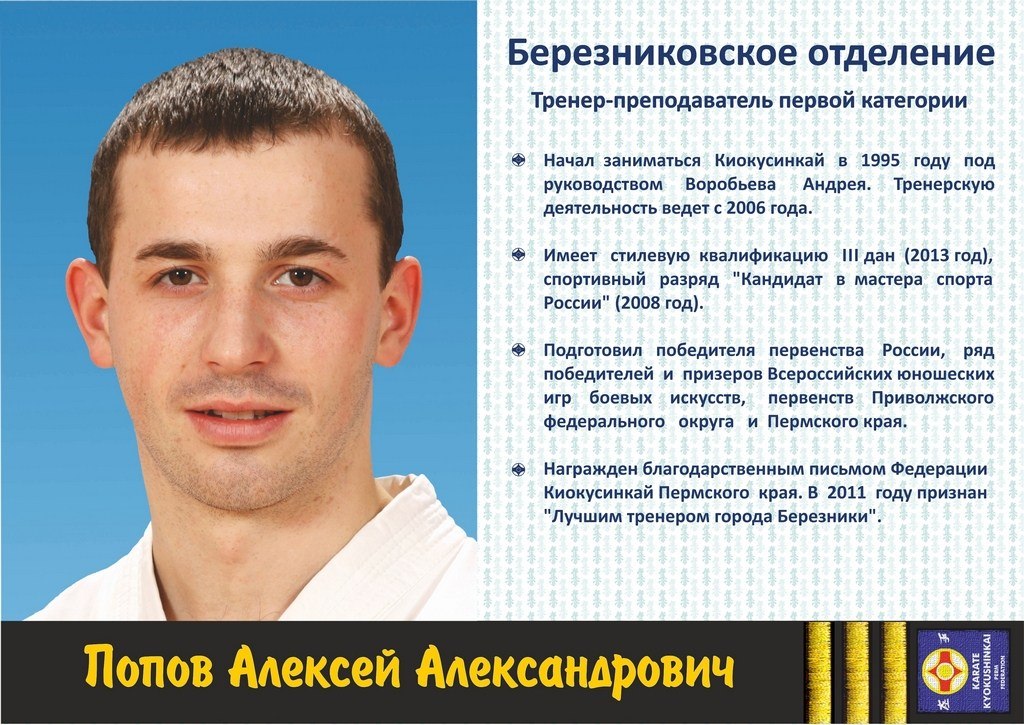 Березниковское отделение
Тренер-преподаватель первой категории
Начал заниматься Киокусинкай в 1995 году под
руководством Воробьева Андрея. Тренерскую
деятельность ведет с 2006 года.
Имеет стилевую квалификацию III дан (2013 год),
спортивный разряд "Кандидат в мастера спорта
России" (2008 год).
Подготовил победителя первенства России, ряд
победителей и призеров Всероссийских юношеских
игр боевых искусств, первенств Приволжского
федерального округа и Пермского края.
Награжден благодарственным письмом Федерации
Киокусинкай Пермского края. В 2011 году признан
"Лучшим тренером города Березники".
Попов Алексей Александрович
KARATE
KYOKUSHINKAI
PERM
FEDERATION